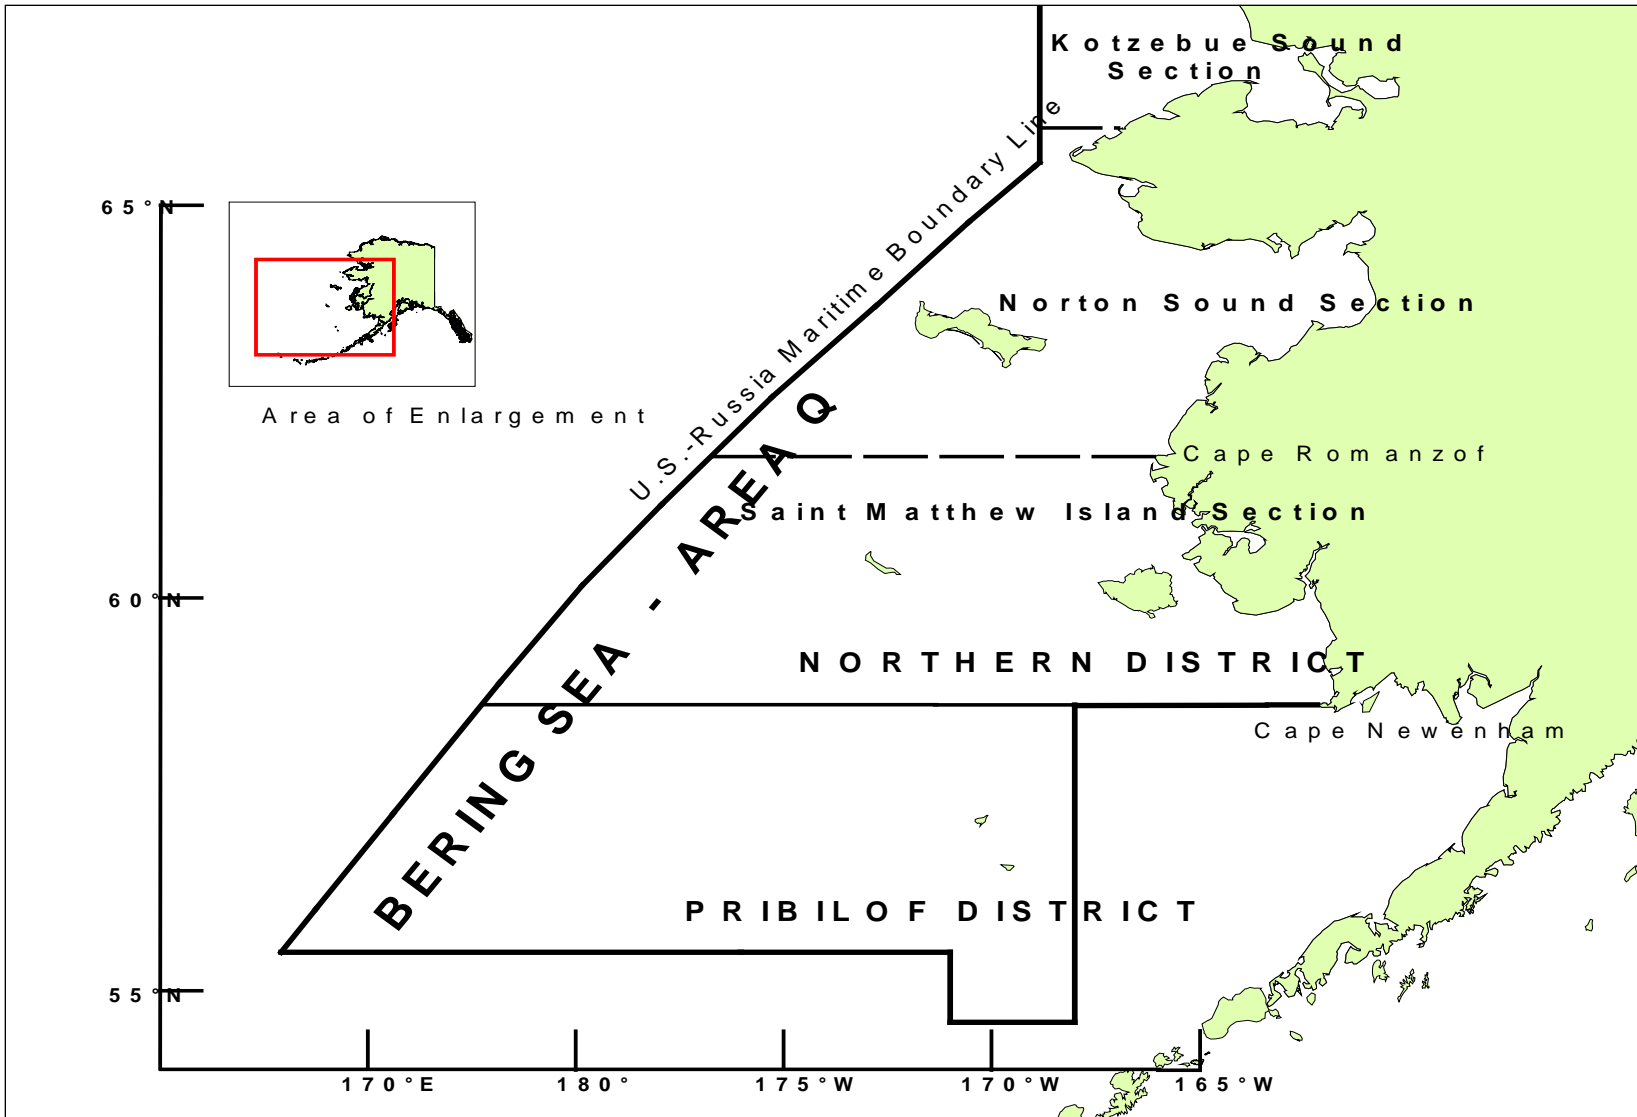 Kotzebue Sound
Section
U.S.-Russia Maritime Boundary Line
65°N
Norton Sound Section
Area of Enlargement
BERING SEA - AREA Q
Cape Romanzof
Saint Matthew Island Section
60°N
NORTHERN DISTRICT
Cape Newenham
PRIBILOF DISTRICT
55°N
170°E 180° 175°W 170°W 165°W